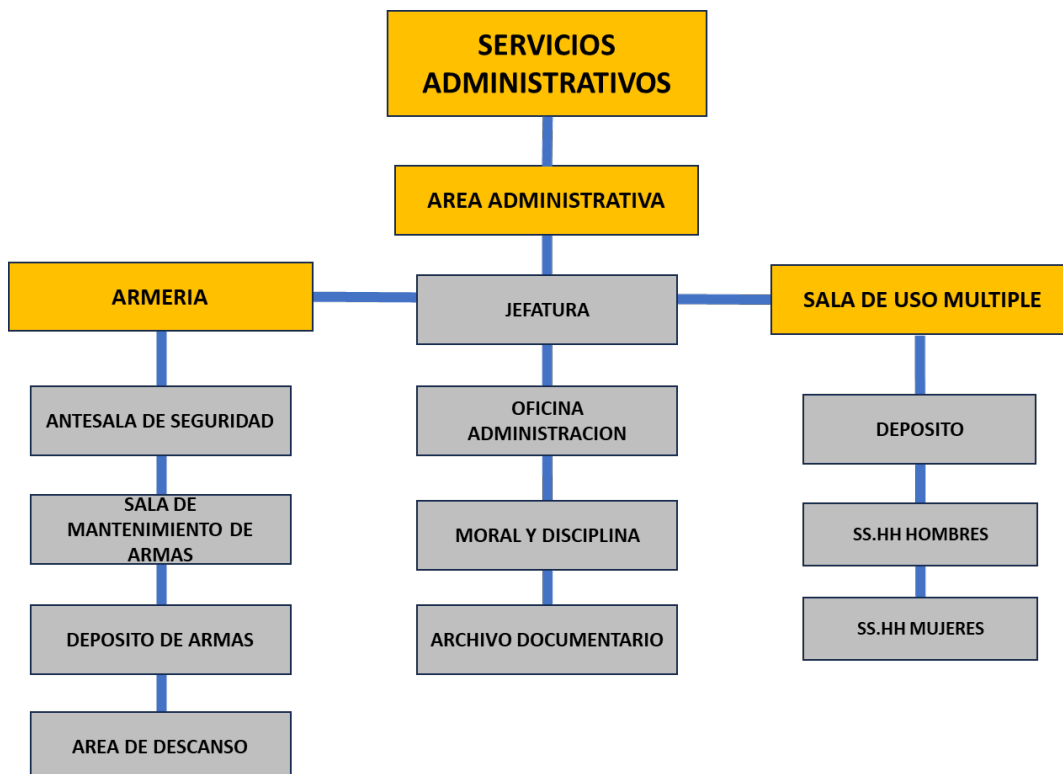 SERVICIOS
ADMINISTRATIVOS
AREA ADMINISTRATIVA
ARMERIA
JEFATURA
SALA DE USO MULTIPLE
ANTESALA DE SEGURIDAD
OFICINA
ADMINISTRACION
DEPOSITO
SALA DE
MANTENIMIENTO DE
ARMAS
MORAL Y DISCIPLINA
SS.HH HOMBRES
DEPOSITO DE ARMAS
ARCHIVO DOCUMENTARIO
SS.HH MUJERES
AREA DE DESCANSO